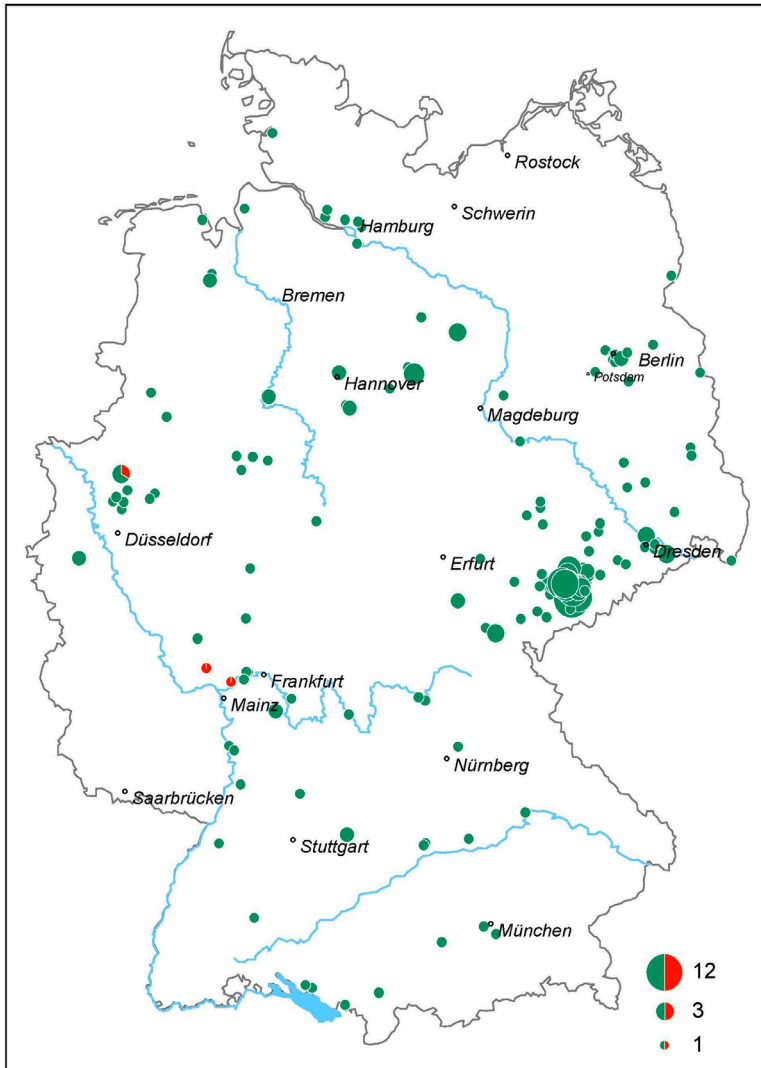 Rostock
Schwerin
Hamburg
Bremen
Berlin
Potsdam
Hannover
Magdeburg
Düsseldorf
Dresden
Erfurt
Frankfurt
Mainz
Nürnberg
Saarbrücken
Stuttgart
München
12
3
1